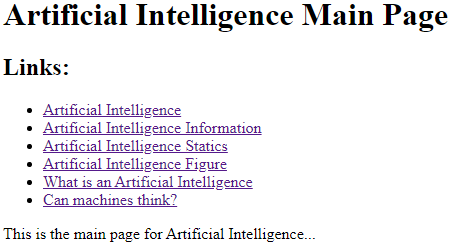 Artificial Intelligence Main Page
Links:
Artificial Intelligence
Artificial Intelligence Information
Artificial Intelligence Statics
Artificial Intelligence Figure
What is an Artificial Intelligence
Can machines think?
This is the main page for Artificial Intelligence...